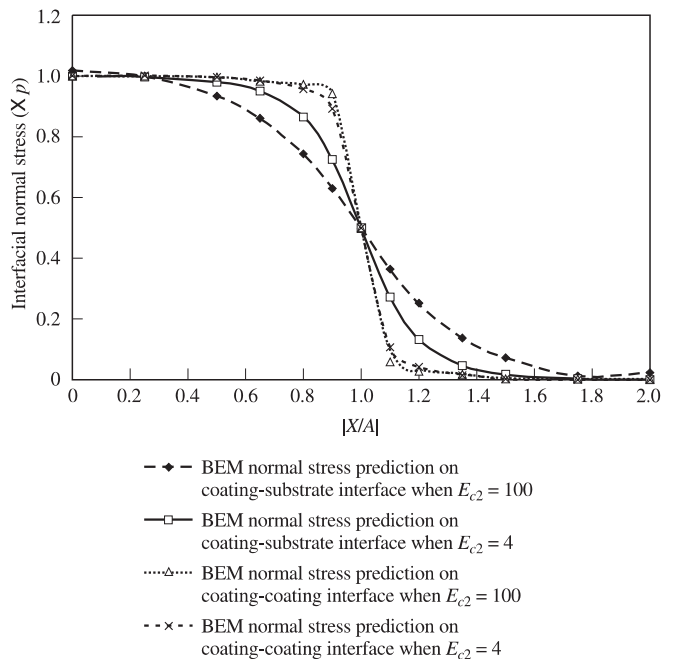 1.2
1.0
0.8
0.6
0.4
0.2
0
Interfacial normal stress (X p)
0 0.2 0.4 0.6 0.8 1.0 1.2 1.4 1.6 1.8 2.0
|X/A|
BEM normal stress prediction on
coating-substrate interface when Ec2 = 100
BEM normal stress prediction on
coating-substrate interface when Ec2 = 4
BEM normal stress prediction on
coating-coating interface when Ec2 = 100
BEM normal stress prediction on
coating-coating interface when Ec2 = 4